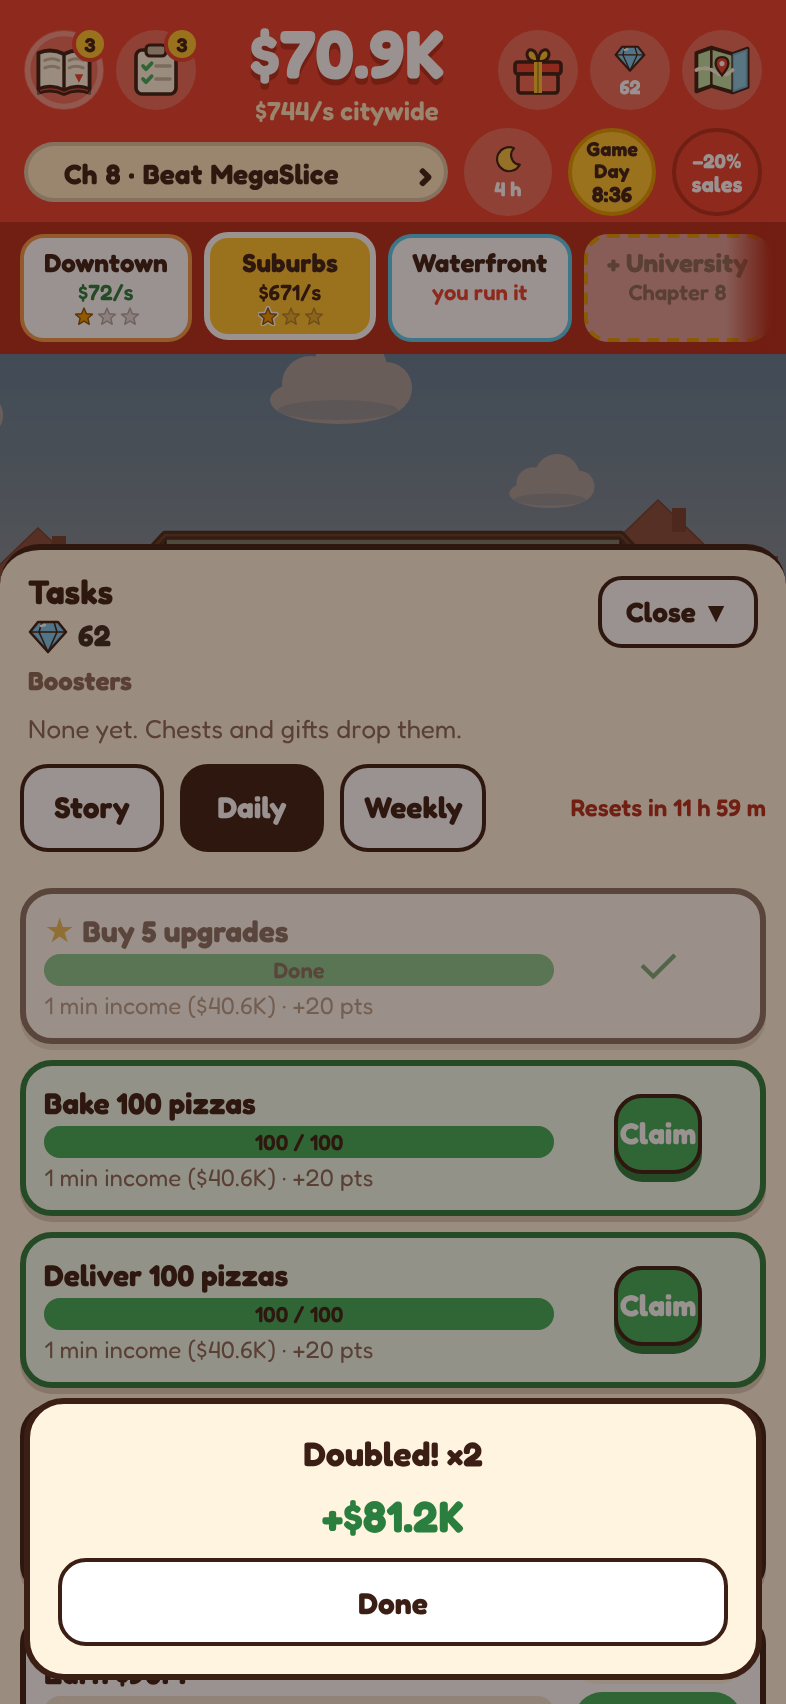 3
3
$70.9K
$744/s citywide
62
Ch 8 · Beat MegaSlice
4 h
Game
Day
8:36
-20%
sales
Downtown
$72/s
Suburbs
$671/s
Waterfront
you run it
+ University
Chapter 8
Tasks
62
Close ▼
Boosters
None yet. Chests and gifts drop them.
Story
Daily
Weekly
Resets in 11 h 59 m
Buy 5 upgrades
Done
1 min income ($40.6K) · +20 pts
Bake 100 pizzas
100 / 100
1 min income ($40.6K) · +20 pts
Claim
Deliver 100 pizzas
100 / 100
1 min income ($40.6K) · +20 pts
Claim
Doubled! x2
+$81.2K
Done